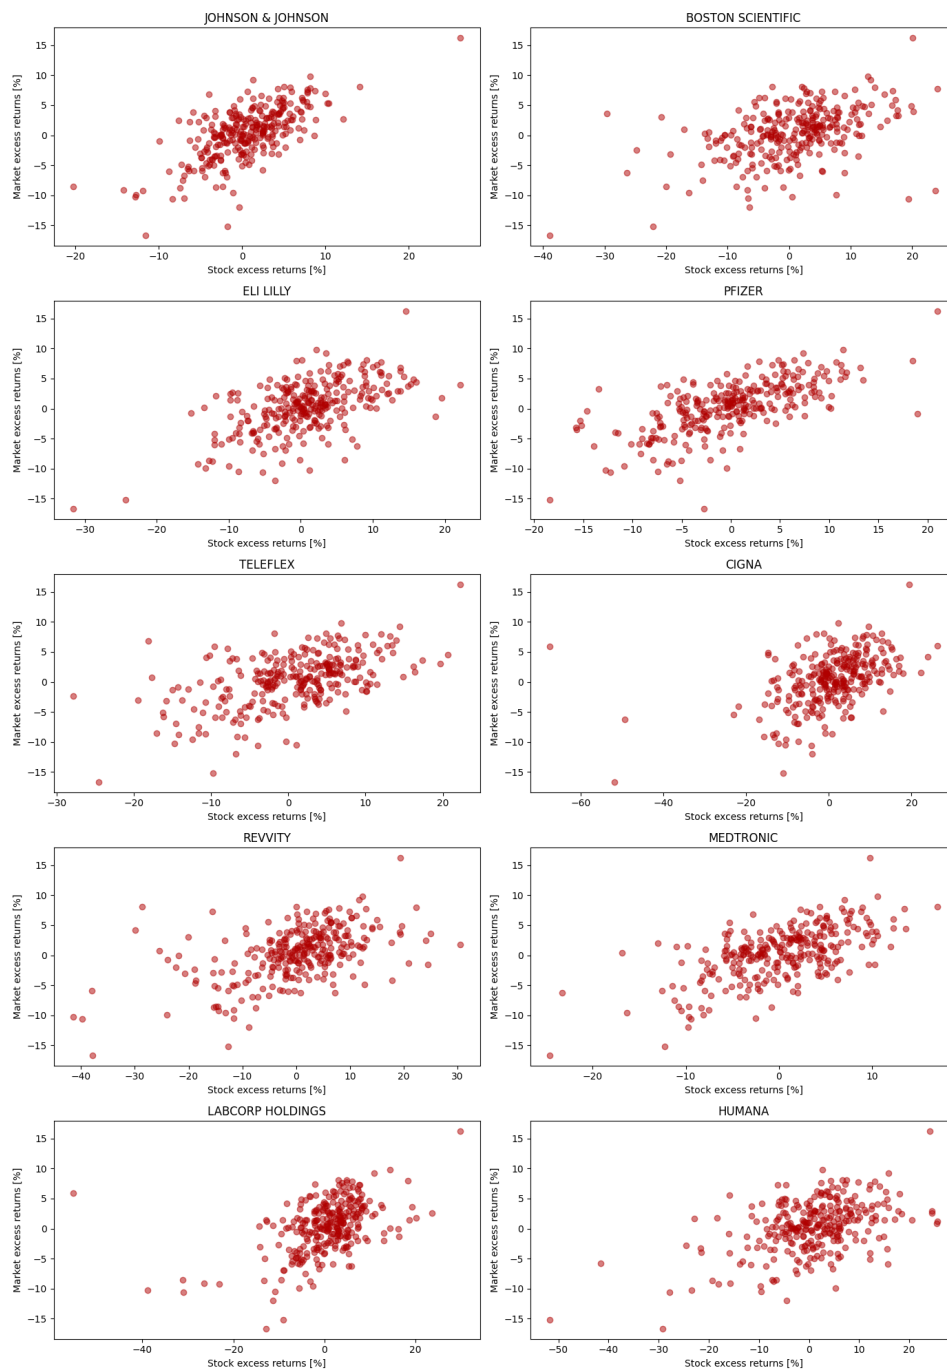 JOHNSON & JOHNSON
15
10
5
0
−5
−10
−15
Market excess returns [%]
−20 −10 0 10 20
Stock excess returns [%]
BOSTON SCIENTIFIC
15
10
5
0
−5
−10
−15
Market excess returns [%]
−40 −30 −20 −10 0 10 20
Stock excess returns [%]
ELI LILLY
15
10
5
0
−5
−10
−15
Market excess returns [%]
−30 −20 −10 0 10 20
Stock excess returns [%]
PFIZER
15
10
5
0
−5
−10
−15
Market excess returns [%]
−20 −15 −10 −5 0 5 10 15 20
Stock excess returns [%]
TELEFLEX
15
10
5
0
−5
−10
−15
Market excess returns [%]
−30 −20 −10 0 10 20
Stock excess returns [%]
CIGNA
15
10
5
0
−5
−10
−15
Market excess returns [%]
−60 −40 −20 0 20
Stock excess returns [%]
REVVITY
15
10
5
0
−5
−10
−15
Market excess returns [%]
−40 −30 −20 −10 0 10 20 30
Stock excess returns [%]
MEDTRONIC
15
10
5
0
−5
−10
−15
Market excess returns [%]
−20 −10 0 10
Stock excess returns [%]
LABCORP HOLDINGS
15
10
5
0
−5
−10
−15
Market excess returns [%]
−40 −20 0 20
Stock excess returns [%]
HUMANA
15
10
5
0
−5
−10
−15
Market excess returns [%]
−50 −40 −30 −20 −10 0 10 20
Stock excess returns [%]